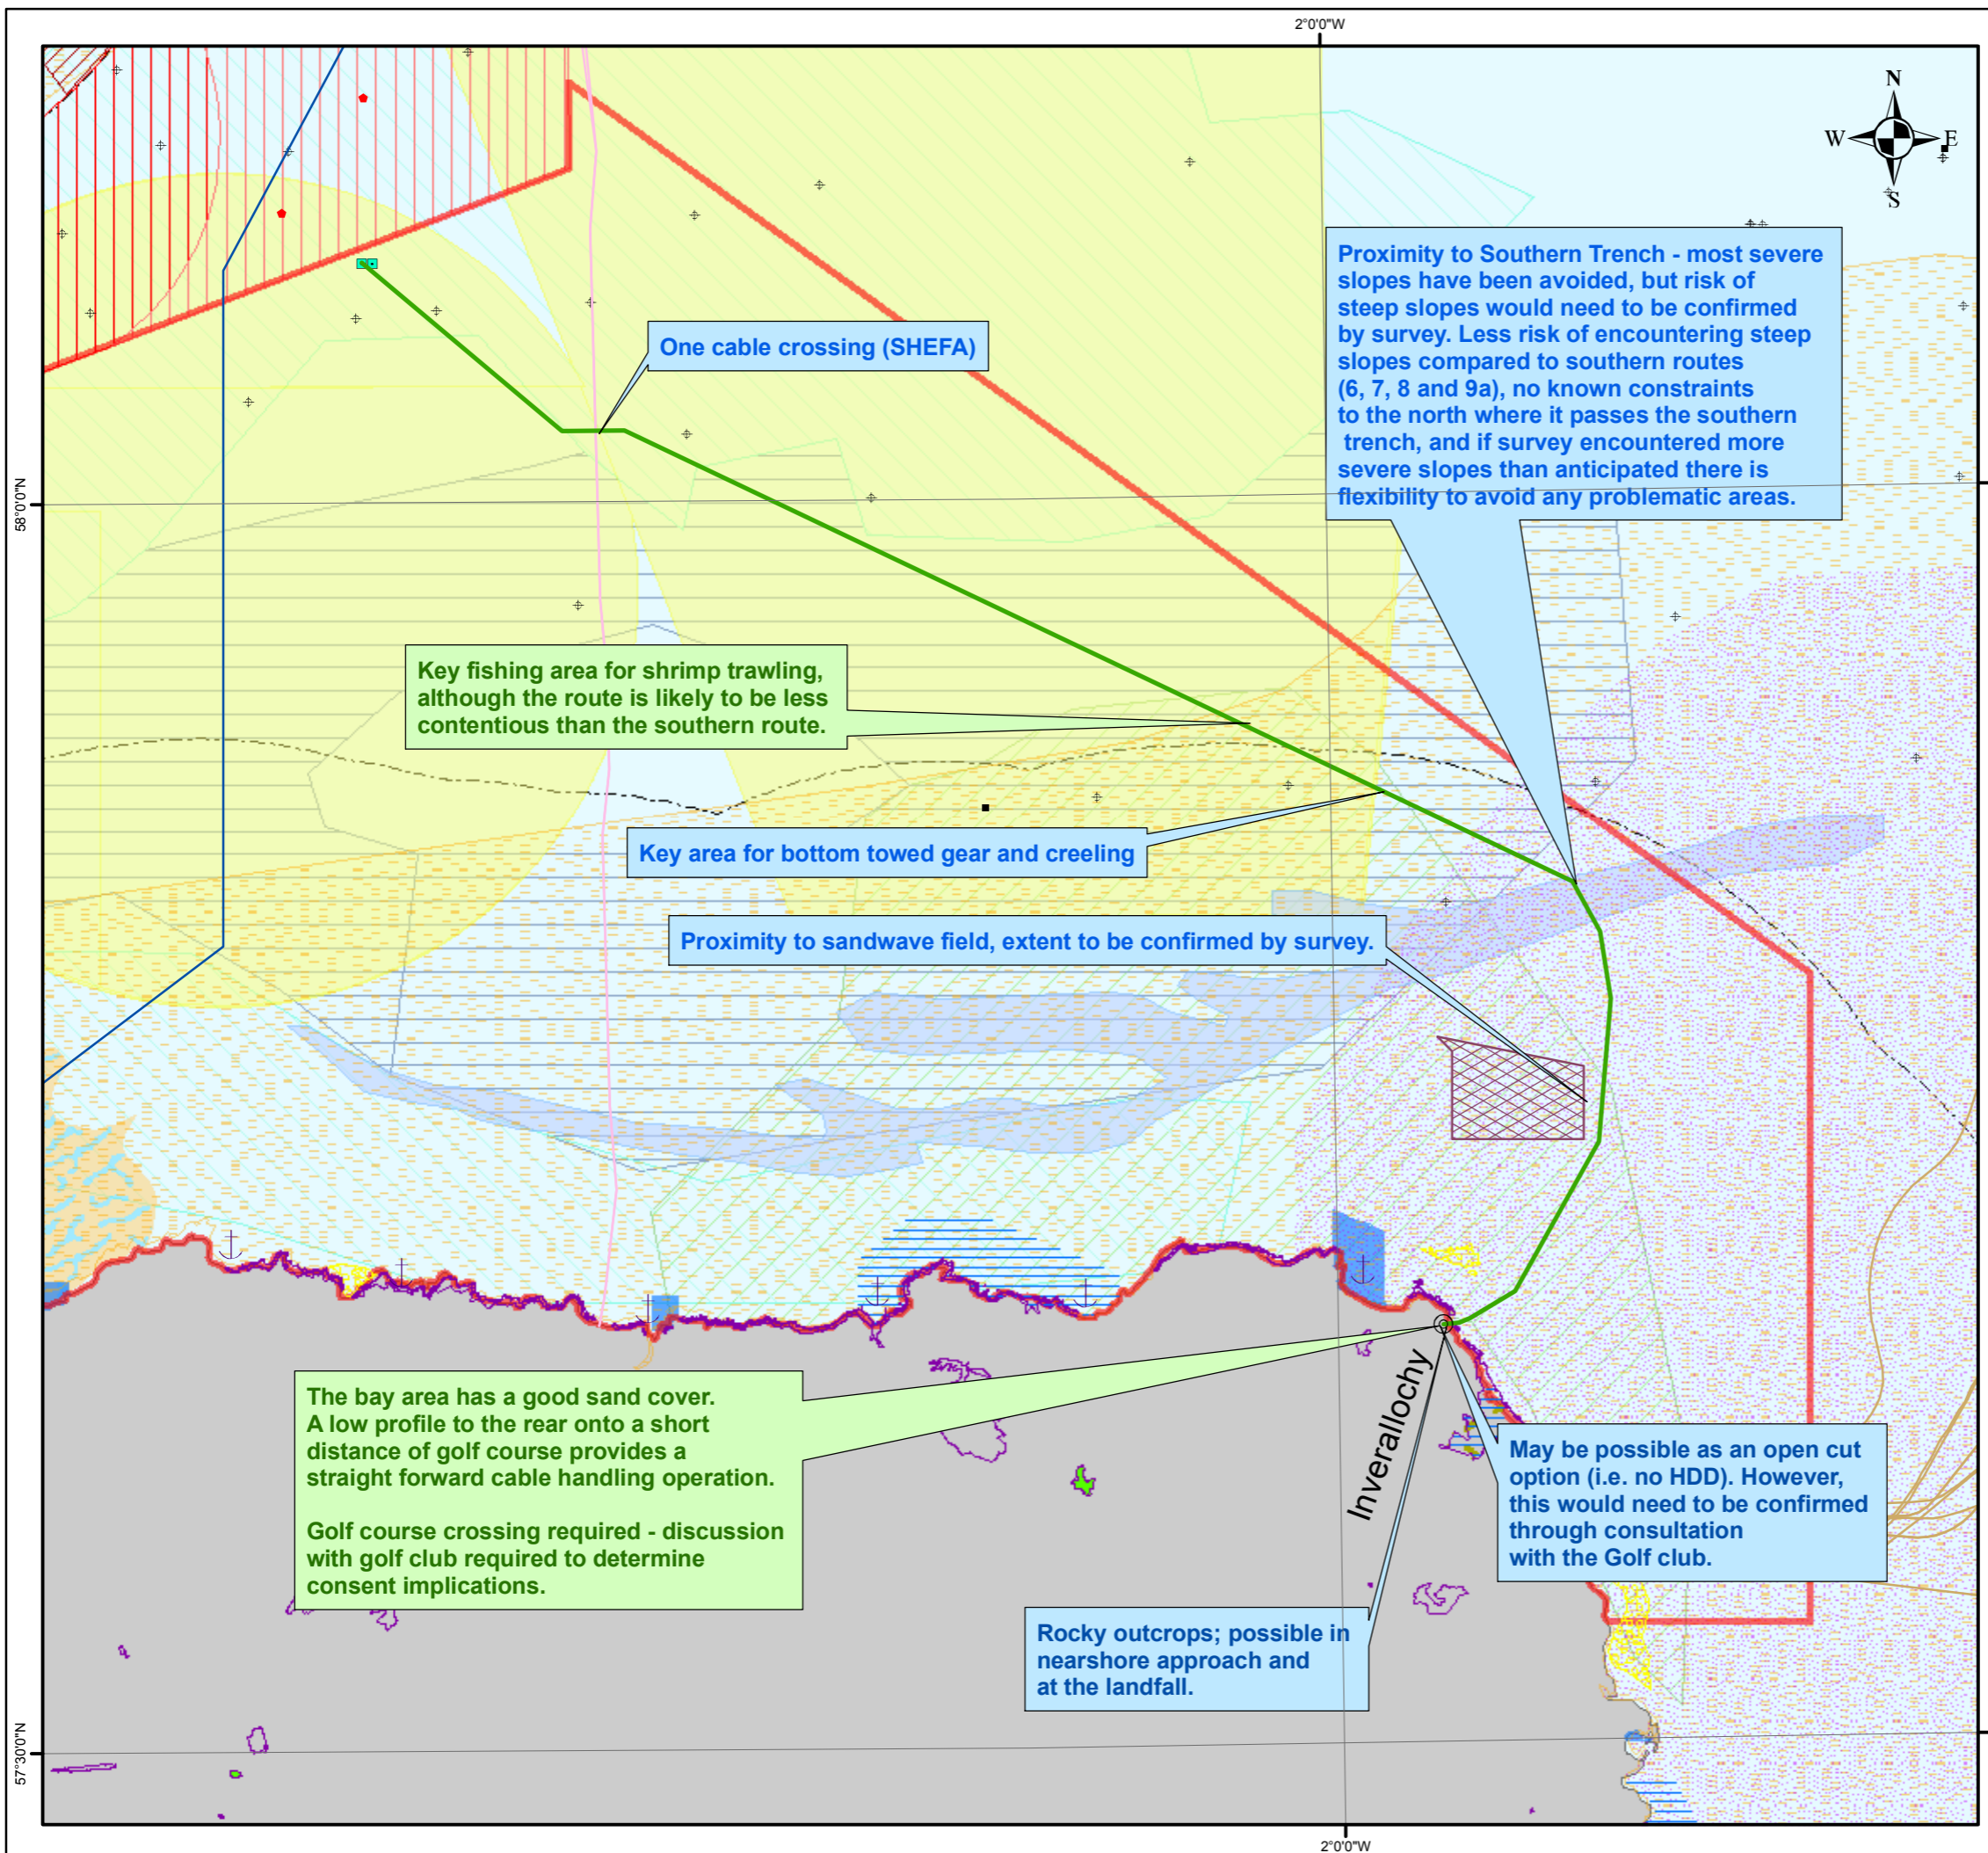 2°0'0"W
N
W
E
S
Proximity to Southern Trench - most severe
slopes have been avoided, but risk of
steep slopes would need to be confirmed
by survey. Less risk of encountering steep
slopes compared to southern routes
(6, 7, 8 and 9a), no known constraints
to the north where it passes the southern
trench, and if survey encountered more
severe slopes than anticipated there is
flexibility to avoid any problematic areas.
One cable crossing (SHEFA)
58°0'0"N
Key fishing area for shrimp trawling,
although the route is likely to be less
contentious than the southern route.
Key area for bottom towed gear and creeling
Proximity to sandwave field, extent to be confirmed by survey.
The bay area has a good sand cover.
A low profile to the rear onto a short
distance of golf course provides a
straight forward cable handling operation.
Golf course crossing required - discussion
with golf club required to determine
consent implications.
Inverallochy
May be possible as an open cut
option (i.e. no HDD). However,
this would need to be confirmed
through consultation
with the Golf club.
Rocky outcrops; possible in
nearshore approach and
at the landfall.
57°30'0"N
2°0'0"W